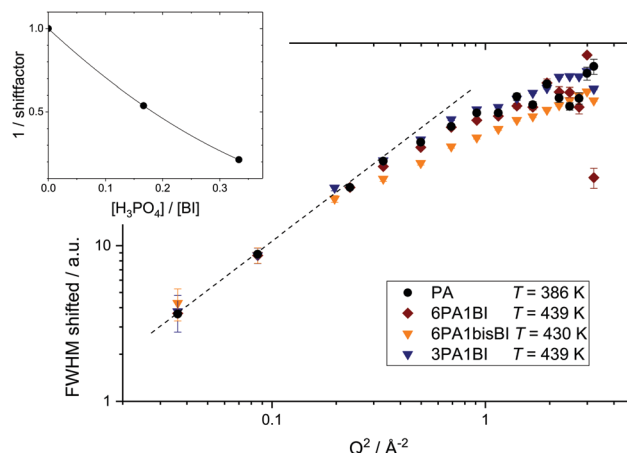 1.0
0.5
0.0 0.1 0.2 0.3
1 / shiftfactor
[H₃PO₄] / [BI]
10
1
FWHM shifted / a.u.
PA T = 386 K
6PA1BI T = 439 K
6PA1bisBI T = 430 K
3PA1BI T = 439 K
0.1 1
Q² / Å⁻²